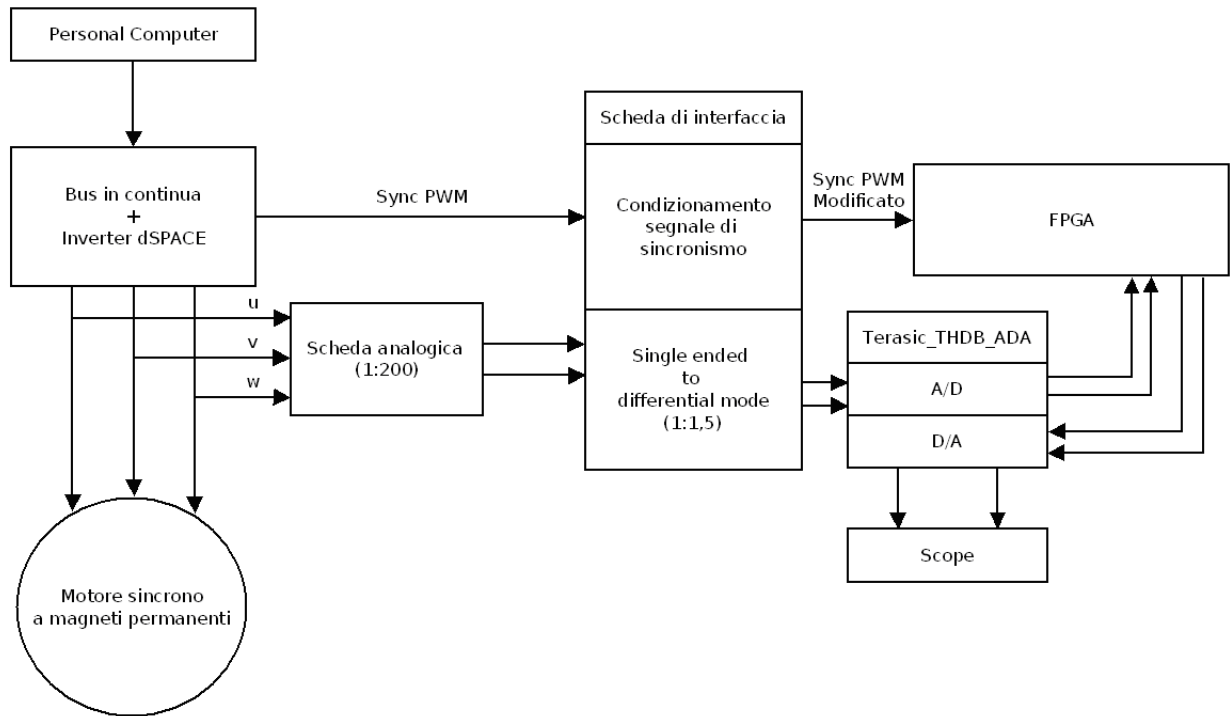 Personal Computer
Bus in continua
+
Inverter dSPACE
Sync PWM
Scheda di interfaccia
Condizionamento
segnale di
sincronismo
Sync PWM
Modificato
FPGA
u
v
w
Scheda analogica
(1:200)
Single ended
to
differential mode
(1:1,5)
Terasic_THDB_ADA
A/D
D/A
Scope
Motore sincrono
a magneti permanenti